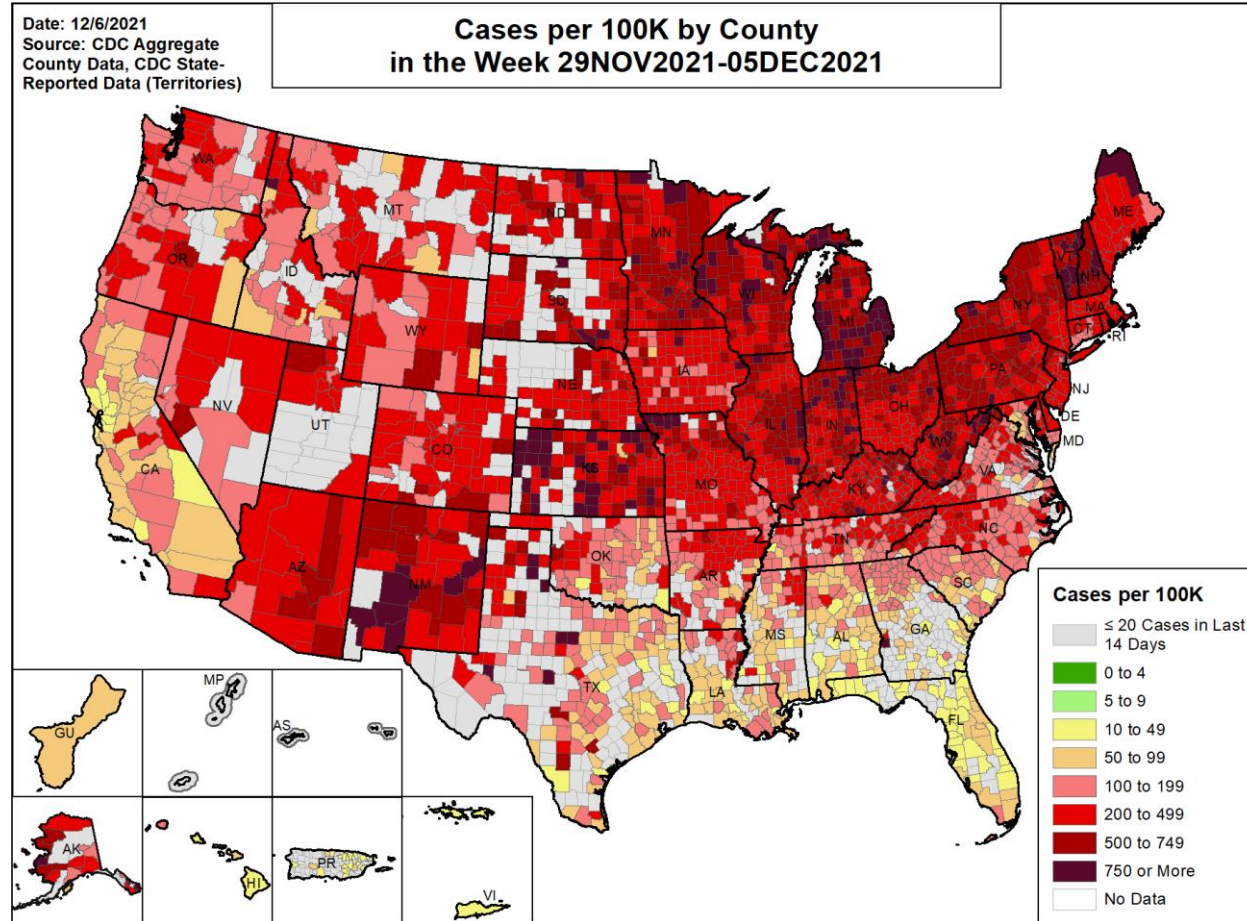 Date: 12/6/2021
Source: CDC Aggregate
County Data, CDC State-
Reported Data (Territories)
Cases per 100K by County
in the Week 29NOV2021-05DEC2021
WA
MT
ND
MN
ME
OR
ID
WY
SD
WI
MI
VT
NH
NY
MA
CT
RI
NV
UT
CO
NE
IA
IL
IN
OH
PA
NJ
DE
MD
CA
AZ
NM
KS
MO
KY
WV
VA
OK
AR
TN
NC
SC
TX
LA
MS
AL
GA
FL
GU
MP
AS
AK
HI
PR
VI
Cases per 100K
≤ 20 Cases in Last
14 Days
0 to 4
5 to 9
10 to 49
50 to 99
100 to 199
200 to 499
500 to 749
750 or More
No Data